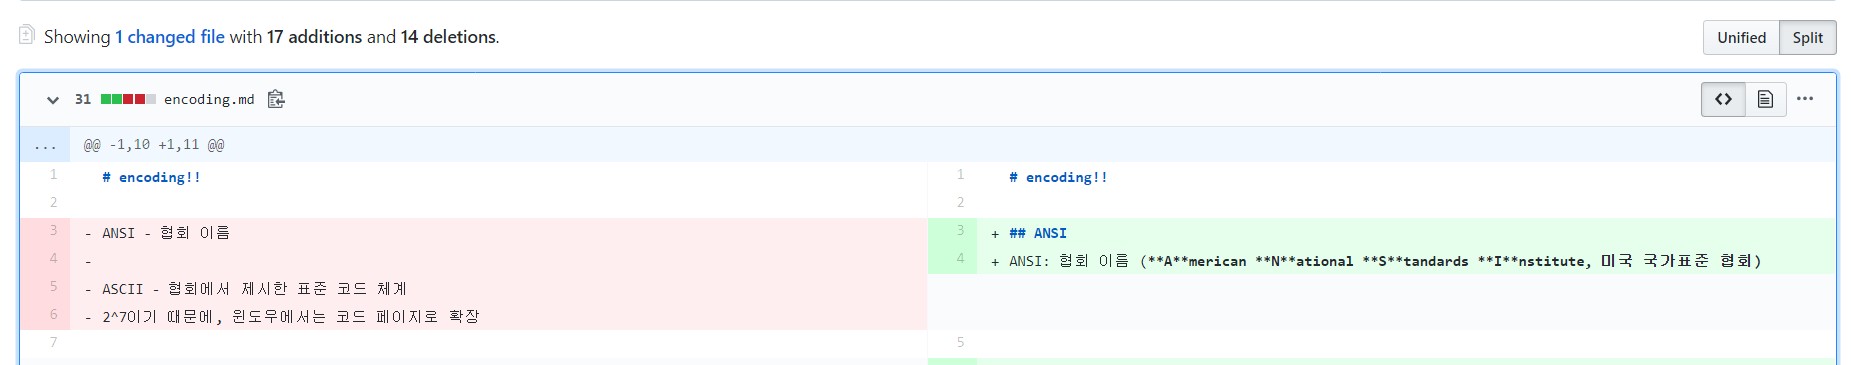 Showing 1 changed file with 17 additions and 14 deletions.
Unified Split
31 encoding.md
... @@ -1,10 +1,11 @@
1 # encoding!! 1 # encoding!!
2 2
3 - ANSI - 협회 이름 3 + ## ANSI
4 - 4 + ANSI: 협회 이름 (**A**merican **N**ational **S**tandards **I**nstitute, 미국 국가표준 협회)
5 - ASCII - 협회에서 제시한 표준 코드 체계
6 - 2^7이기 때문에, 윈도우에서는 코드 페이지로 확장
7 5